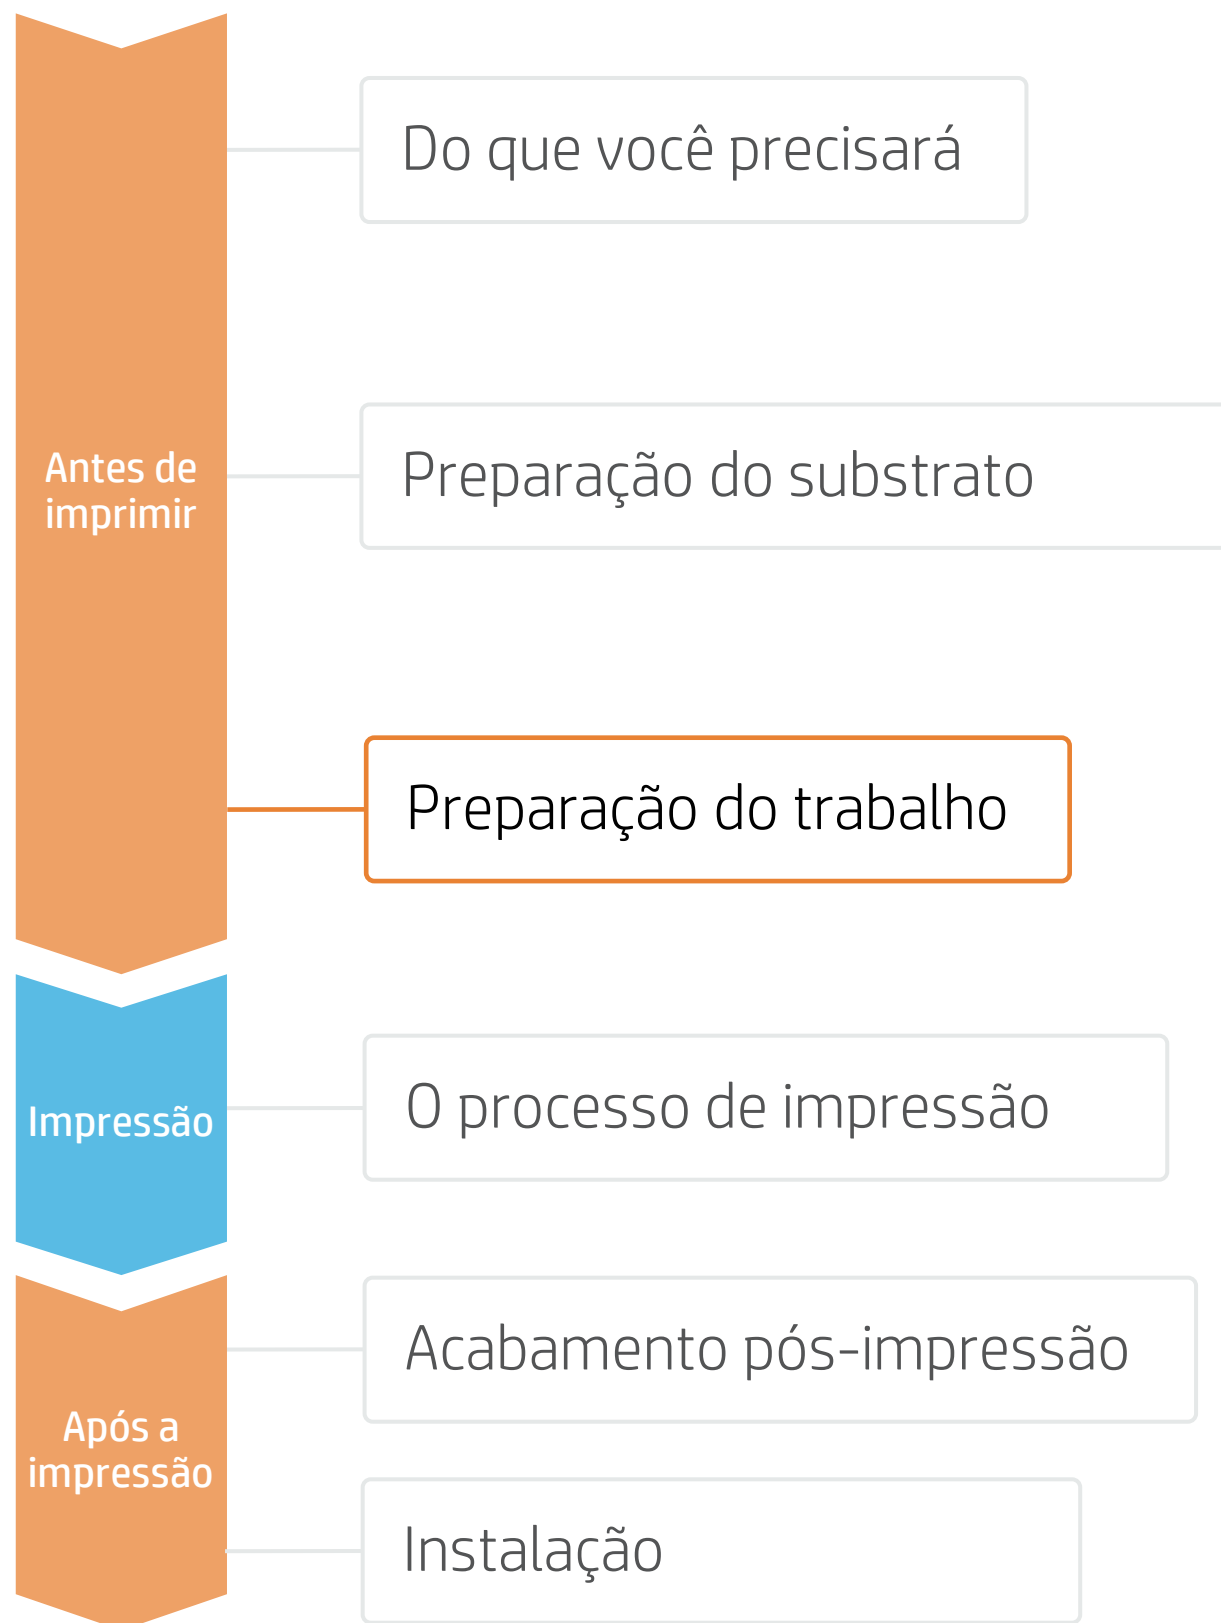 Do que você precisará
Preparação do substrato
Antes de
imprimir
Preparação do trabalho
O processo de impressão
Impressão
Acabamento pós-impressão
Após a
impressão
Instalação